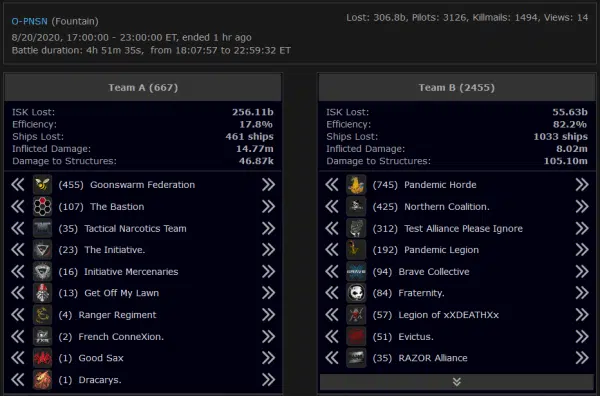 O-PNSN (Fountain)
Lost: 306.8b, Pilots: 3126, Killmails: 1494, Views: 14
8/20/2020, 17:00:00 - 23:00:00 ET, ended 1 hr ago
Battle duration: 4h 51m 35s, from 18:07:57 to 22:59:32 ET
Team A (667)
ISK Lost: 256.11b
Efficiency: 17.8%
Ships Lost: 461 ships
Inflicted Damage: 14.77m
Damage to Structures: 46.87k
(455) Goonswarm Federation
(107) The Bastion
(35) Tactical Narcotics Team
(23) The Initiative.
(16) Initiative Mercenaries
(13) Get Off My Lawn
(4) Ranger Regiment
(2) French ConneXion.
(1) Good Sax
(1) Dracarys.
Team B (2455)
ISK Lost: 55.63b
Efficiency: 82.2%
Ships Lost: 1033 ships
Inflicted Damage: 8.02m
Damage to Structures: 105.10m
(745) Pandemic Horde
(425) Northern Coalition.
(312) Test Alliance Please Ignore
(192) Pandemic Legion
(94) Brave Collective
(84) Fraternity.
(57) Legion of xXDEATHXx
(51) Evictus.
(35) RAZOR Alliance